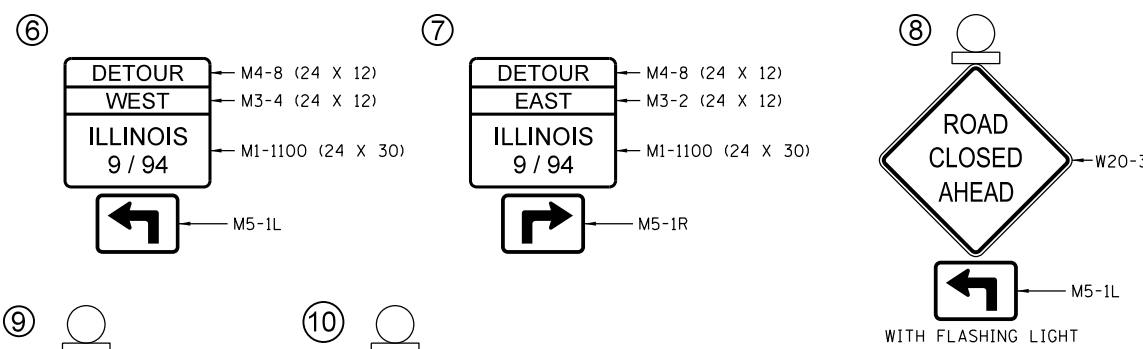 ⑥
DETOUR
M4-8 (24 X 12)
WEST
M3-4 (24 X 12)
ILLINOIS
9 / 94
M1-1100 (24 X 30)
M5-1L
⑦
DETOUR
M4-8 (24 X 12)
EAST
M3-2 (24 X 12)
ILLINOIS
9 / 94
M1-1100 (24 X 30)
M5-1R
⑧
ROAD
CLOSED
AHEAD
W20-3
M5-1L
WITH FLASHING LIGHT
⑨
⑩